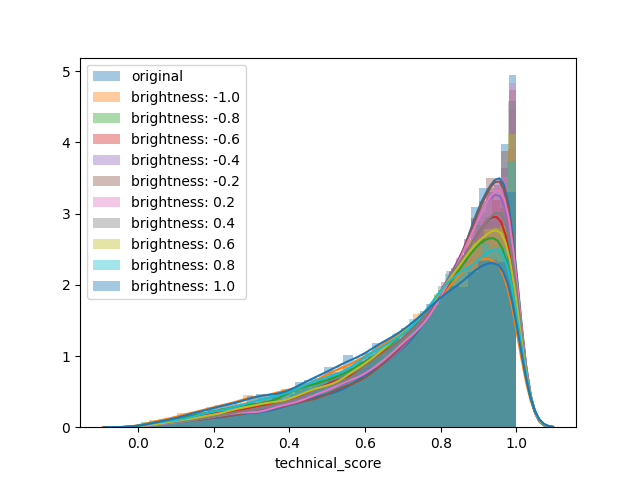 original
brightness: -1.0
brightness: -0.8
brightness: -0.6
brightness: -0.4
brightness: -0.2
brightness: 0.2
brightness: 0.4
brightness: 0.6
brightness: 0.8
brightness: 1.0
5
4
3
2
1
0
0.0 0.2 0.4 0.6 0.8 1.0
technical_score